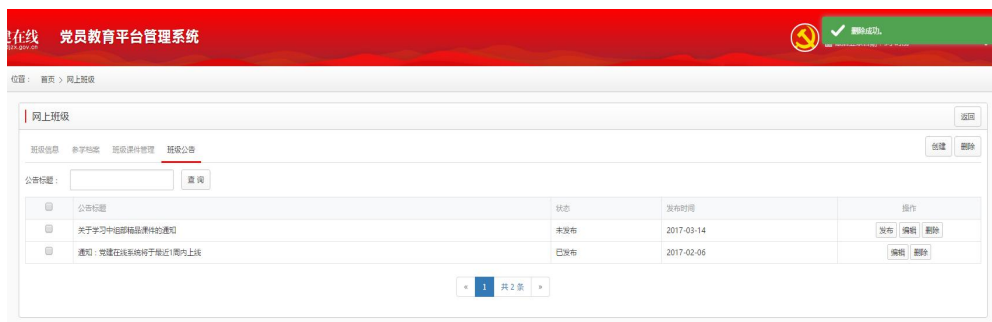 在线 党员教育平台管理系统
删除成功。
位置： 首页 > 网上班级
网上班级 返回
班级信息 参学档案 班级课件管理 班级公告 创建 删除
公告标题： 查 询
公告标题 状态 发布时间 操作
关于学习中组部精品课件的通知 未发布 2017-03-14 发布 编辑 删除
通知：党建在线系统将于最近1周内上线 已发布 2017-02-06 编辑 删除
« 1 共 2 条 »